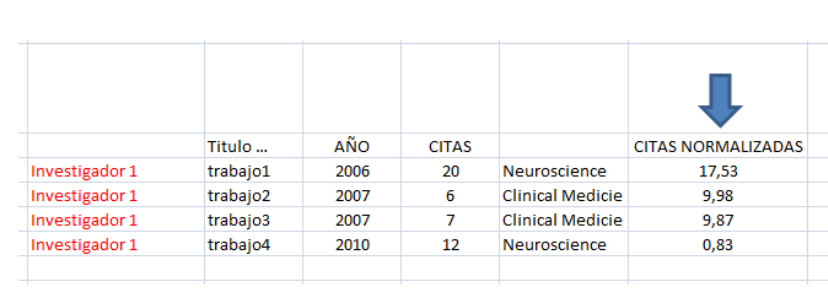 Titulo ... AÑO CITAS CITAS NORMALIZADAS
Investigador 1 trabajo1 2006 20 Neuroscience 17,53
Investigador 1 trabajo2 2007 6 Clinical Medicie 9,98
Investigador 1 trabajo3 2007 7 Clinical Medicie 9,87
Investigador 1 trabajo4 2010 12 Neuroscience 0,83